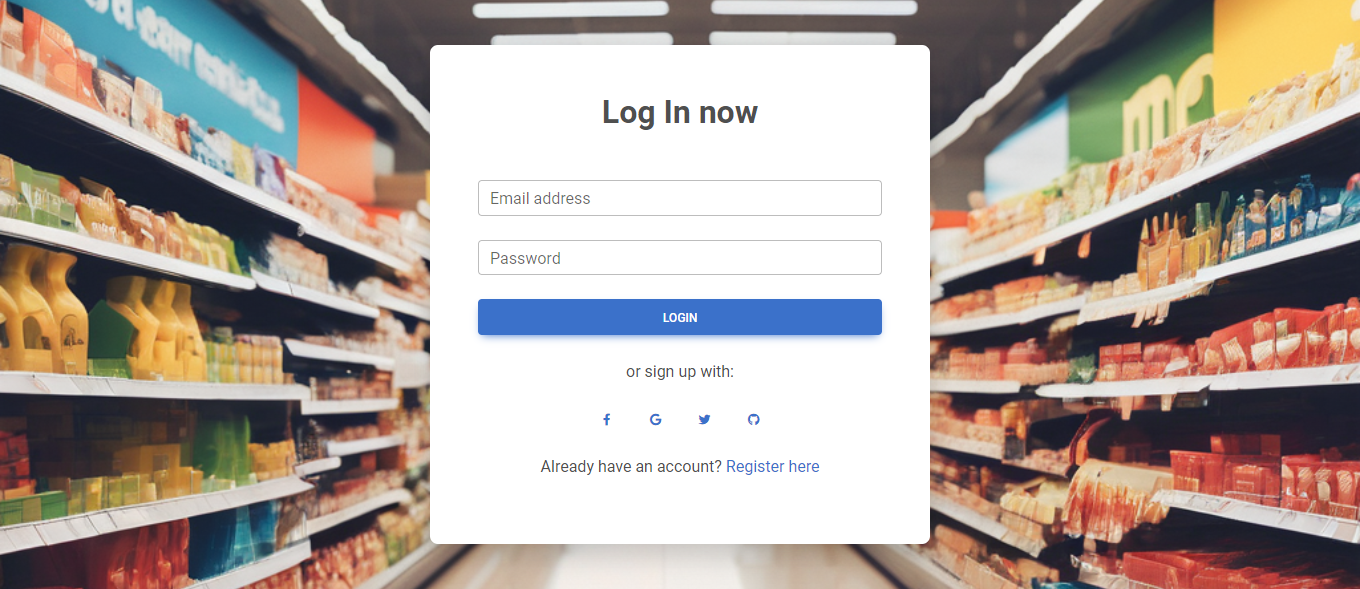 Log In now
Email address
Password
LOGIN
or sign up with:
Already have an account? Register here